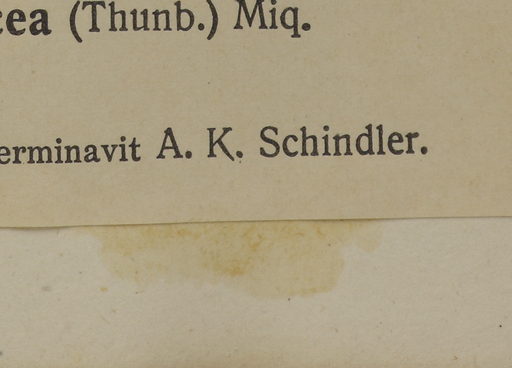 cea (Thunb.) Miq.
erminavit A. K. Schindler.